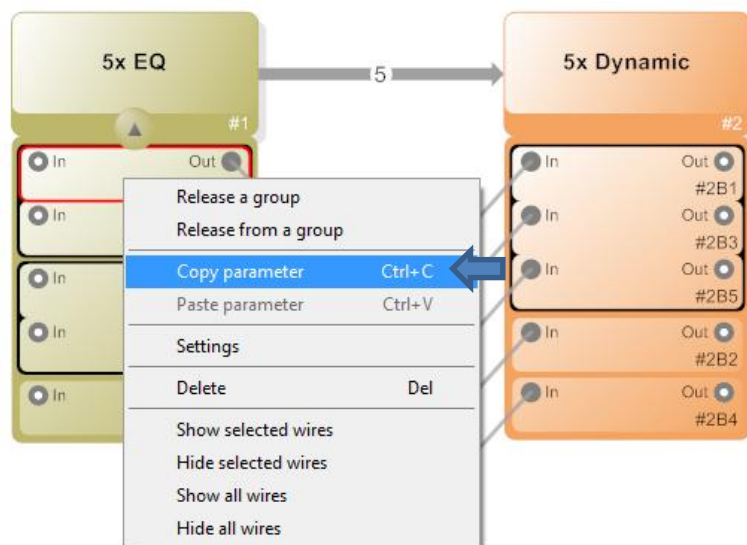 5x EQ
5
5x Dynamic
#1
#2
In Out
In Out
#2B1
Release a group
In
In Out
#2B3
Release from a group
Copy parameter Ctrl+C
In
In Out
#2B5
Paste parameter Ctrl+V
In
In Out
#2B2
Settings
Delete Del
In
In Out
#2B4
Show selected wires
Hide selected wires
Show all wires
Hide all wires